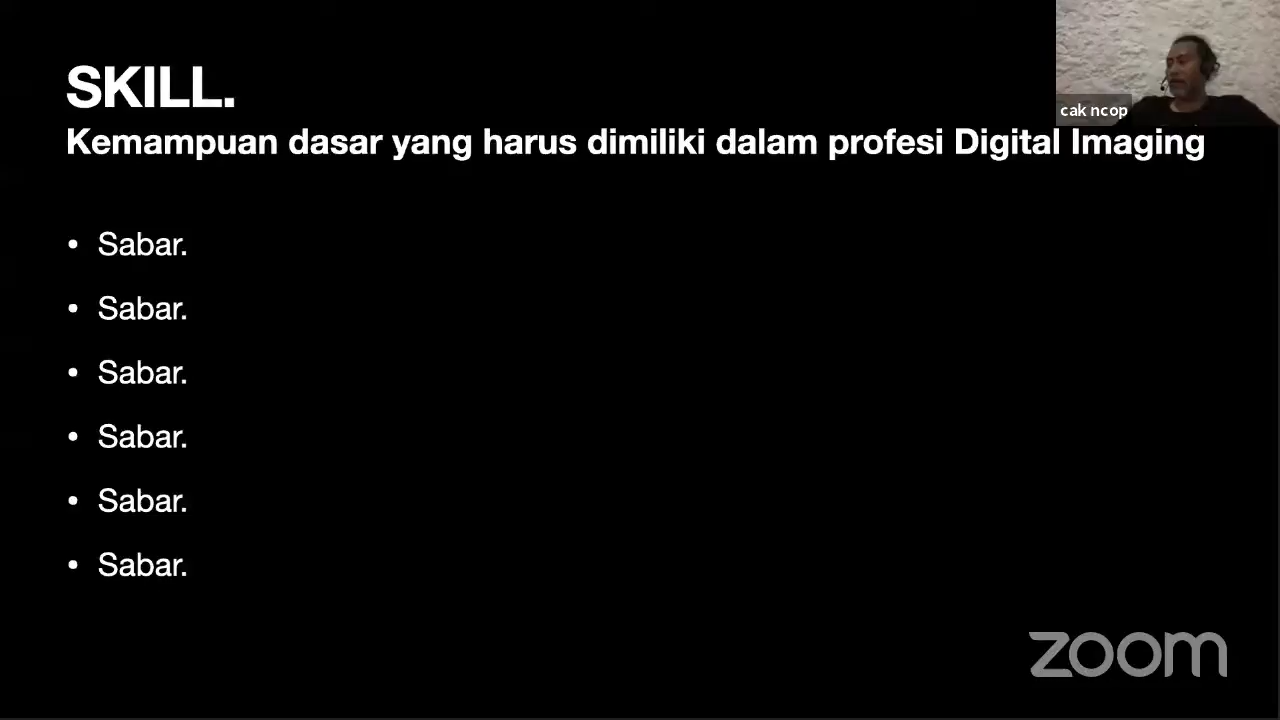 SKILL.
cak ncop
Kemampuan dasar yang harus dimiliki dalam profesi Digital Imaging
• Sabar.
• Sabar.
• Sabar.
• Sabar.
• Sabar.
• Sabar.
zoom